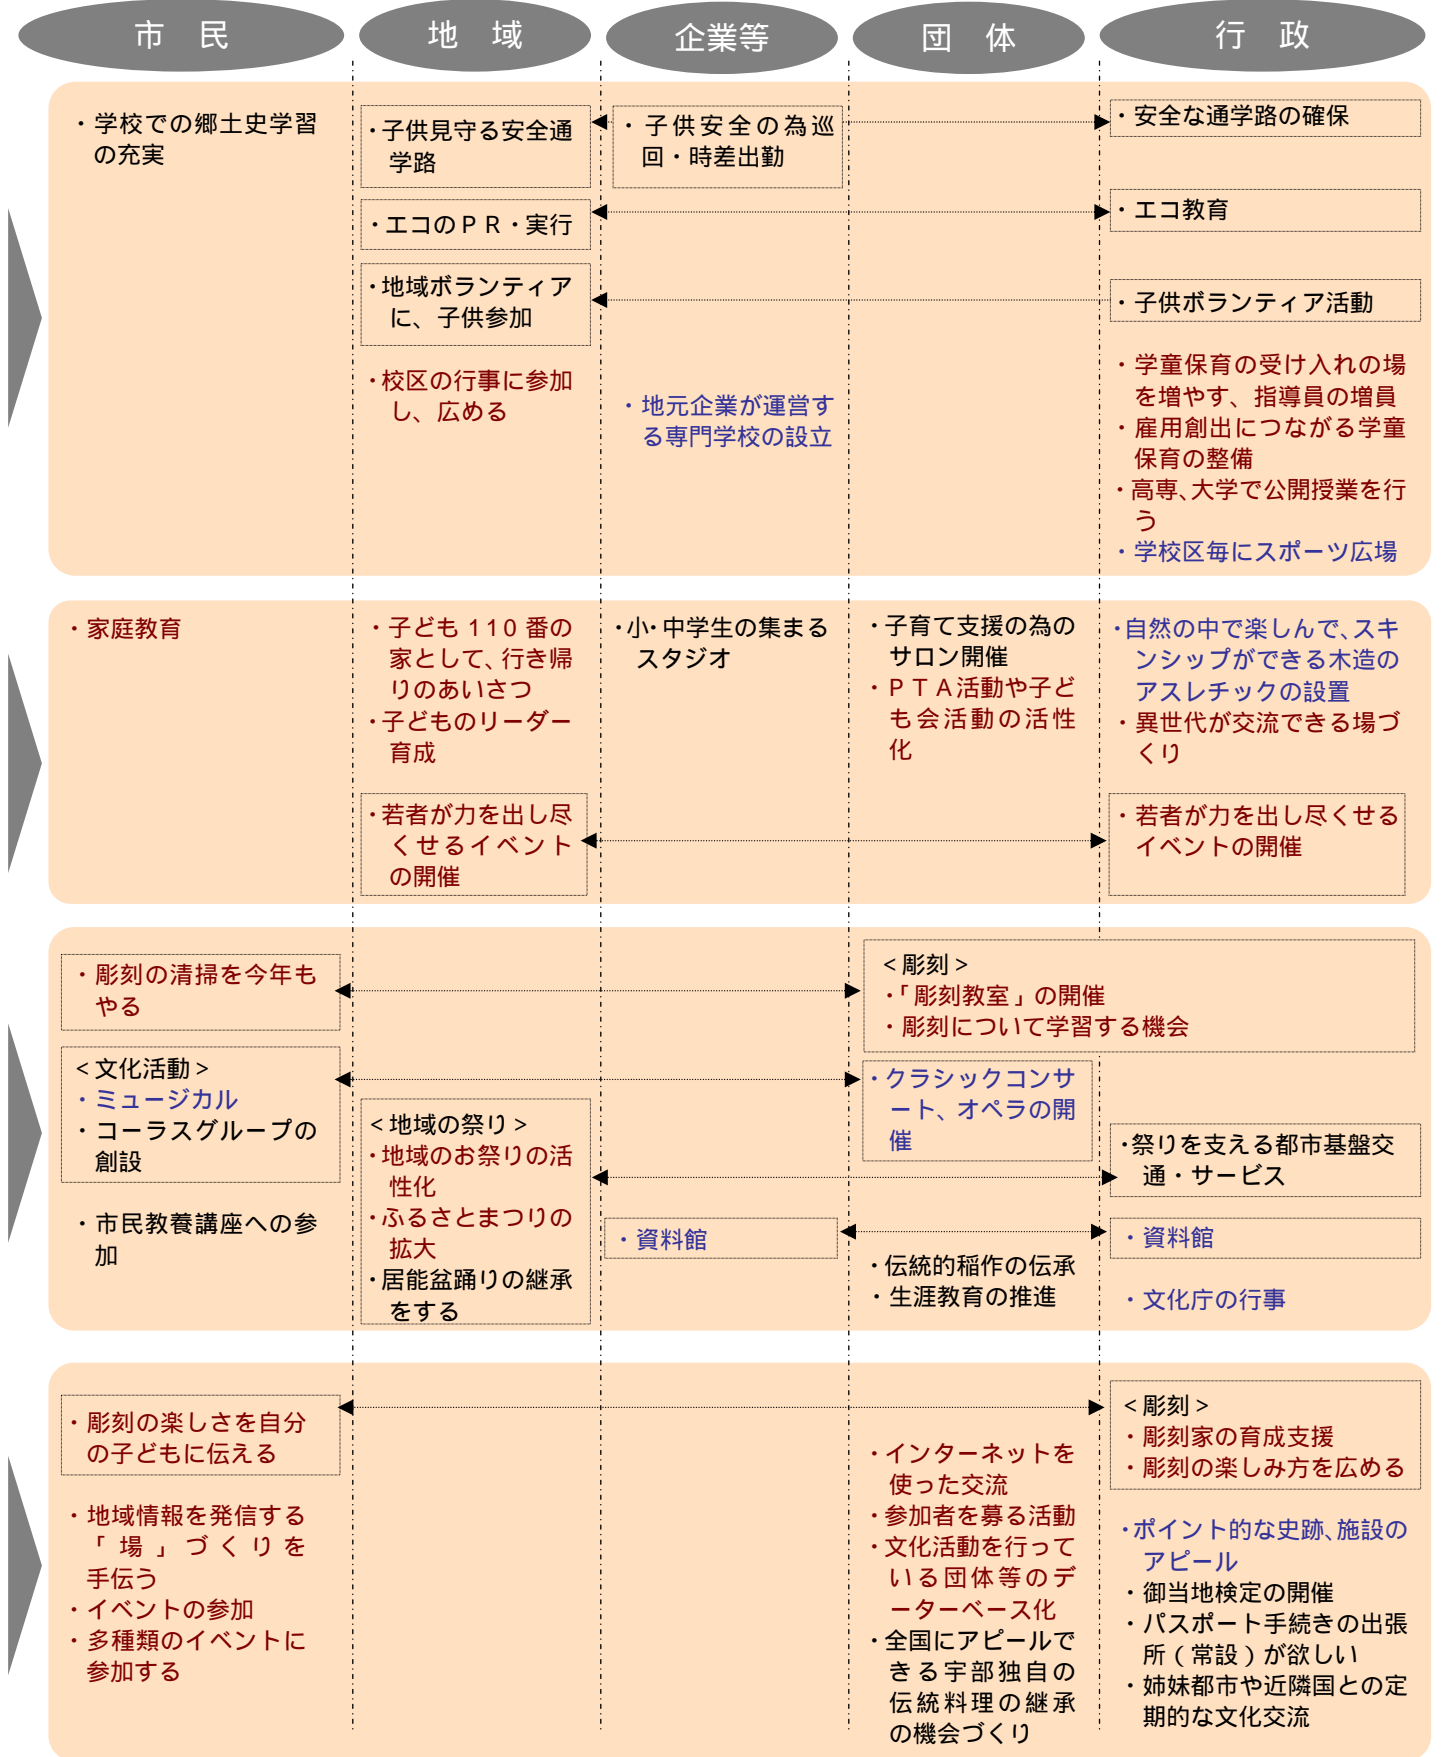 市　民
地　域
企業等
団　体
行　政
・学校での郷土史学習
の充実
・子供見守る安全通
学路
・エコのＰＲ・実行
・地域ボランティア
に、子供参加
・校区の行事に参加
し、広める
・子供安全の為巡
回・時差出勤
・地元企業が運営す
る専門学校の設立
・安全な通学路の確保
・エコ教育
・子供ボランティア活動
・学童保育の受け入れの場
を増やす、指導員の増員
・雇用創出につながる学童
保育の整備
・高専、大学で公開授業を行
う
・学校区毎にスポーツ広場
・家庭教育
・子ども 110 番の
家として、行き帰
りのあいさつ
・子どものリーダー
育成
・若者が力を出し尽
くせるイベント
の開催
・小・中学生の集まる
スタジオ
・子育て支援の為の
サロン開催
・ＰＴＡ活動や子ど
も会活動の活性
化
・自然の中で楽しんで、スキ
ンシップができる木造の
アスレチックの設置
・異世代が交流できる場づ
くり
・若者が力を出し尽くせる
イベントの開催
・彫刻の清掃を今年も
やる
＜文化活動＞
・ミュージカル
・コーラスグループの
創設
・市民教養講座への参
加
＜地域の祭り＞
・地域のお祭りの活
性化
・ふるさとまつりの
拡大
・居能盆踊りの継承
をする
・資料館
＜彫刻＞
・「彫刻教室」の開催
・彫刻について学習する機会
・クラシックコンサ
ート、オペラの開
催
・伝統的稲作の伝承
・生涯教育の推進
・祭りを支える都市基盤交
通・サービス
・資料館
・文化庁の行事
・彫刻の楽しさを自分
の子どもに伝える
・地域情報を発信する
「場」づくりを
手伝う
・イベントの参加
・多種類のイベントに
参加する
・インターネットを
使った交流
・参加者を募る活動
・文化活動を行って
いる団体等のデ
ーターベース化
・全国にアピールで
きる宇部独自の
伝統料理の継承
の機会づくり
＜彫刻＞
・彫刻家の育成支援
・彫刻の楽しみ方を広める
・ポイント的な史跡、施設の
アピール
・御当地検定の開催
・パスポート手続きの出張
所（常設）が欲しい
・姉妹都市や近隣国との定
期的な文化交流